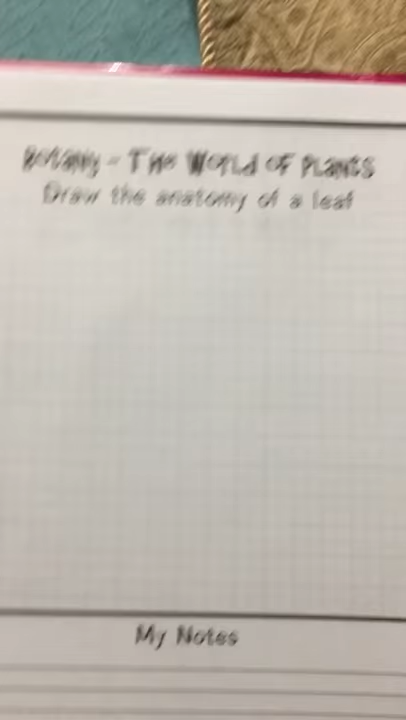 Botany - The World of Plants
Draw the anatomy of a leaf
My Notes